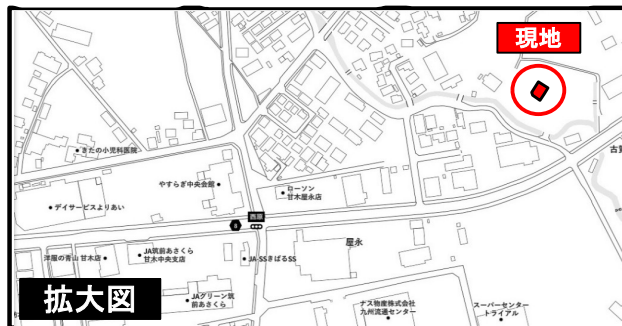 現地
古賀
きたの小児科医院
やすらぎ中央会館
ローソン
甘木屋永店
デイサービスよりあい
西原
8
屋永
洋服の青山 甘木店
JA筑前あさくら
甘木中央支店
JA-SSきばるSS
JAグリーン筑
前あさくら
ナス物産株式会社
九州流通センター
スーパーセンター
トライアル
拡大図